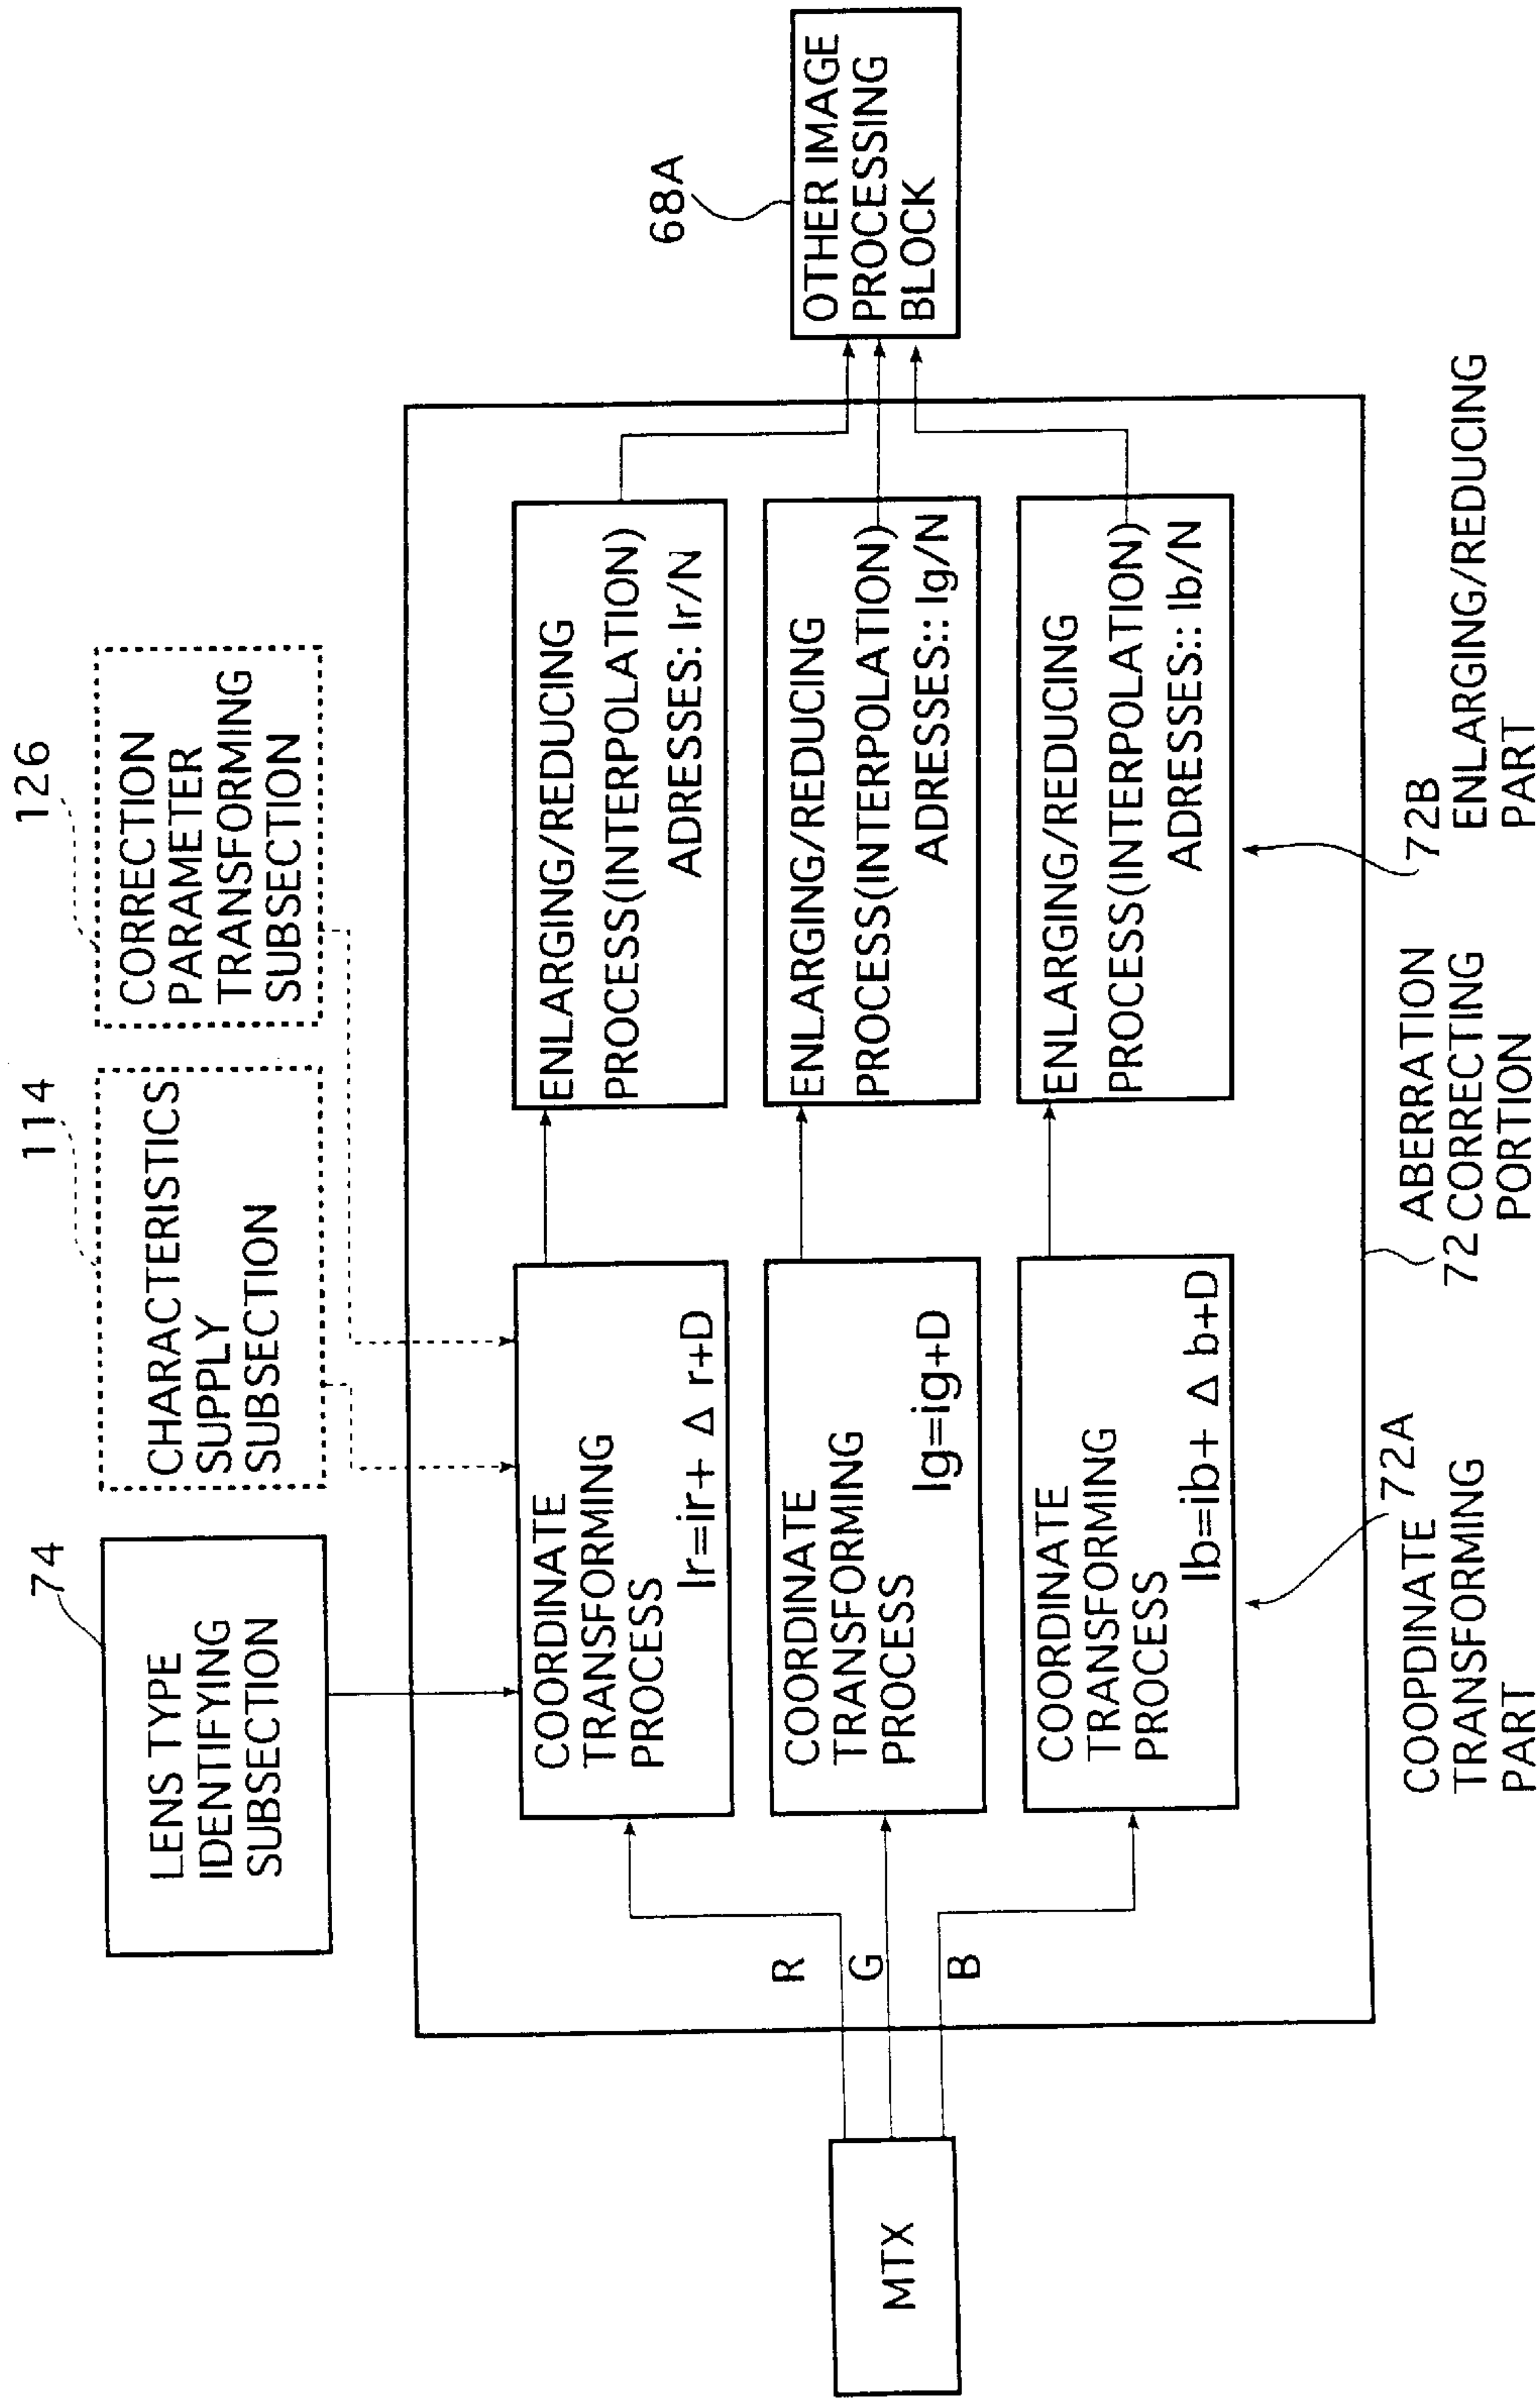 74
LENS TYPE
IDENTIFYING
SUBSECTION
114
CHARACTERISTICS
SUPPLY
SUBSECTION
126
CORRECTION
PARAMETER
TRANSFORMING
SUBSECTION
MTX
R
G
B
COORDINATE
TRANSFORMING
PROCESS
Ir=ir+ Δ r+D
ENLARGING/REDUCING
PROCESS(INTERPOLATION)
ADRESSES: Ir/N
COORDINATE
TRANSFORMING
PROCESS
Ig=ig+D
ENLARGING/REDUCING
PROCESS(INTERPOLATION)
ADRESSES:: Ig/N
COORDINATE
TRANSFORMING
PROCESS
Ib=ib+ Δ b+D
ENLARGING/REDUCING
PROCESS(INTERPOLATION)
ADRESSES:: Ib/N
68A
OTHER IMAGE
PROCESSING
BLOCK
72A
COOPDINATE
TRANSFORMING
PART
72
ABERRATION
CORRECTING
PORTION
72B
ENLARGING/REDUCING
PART